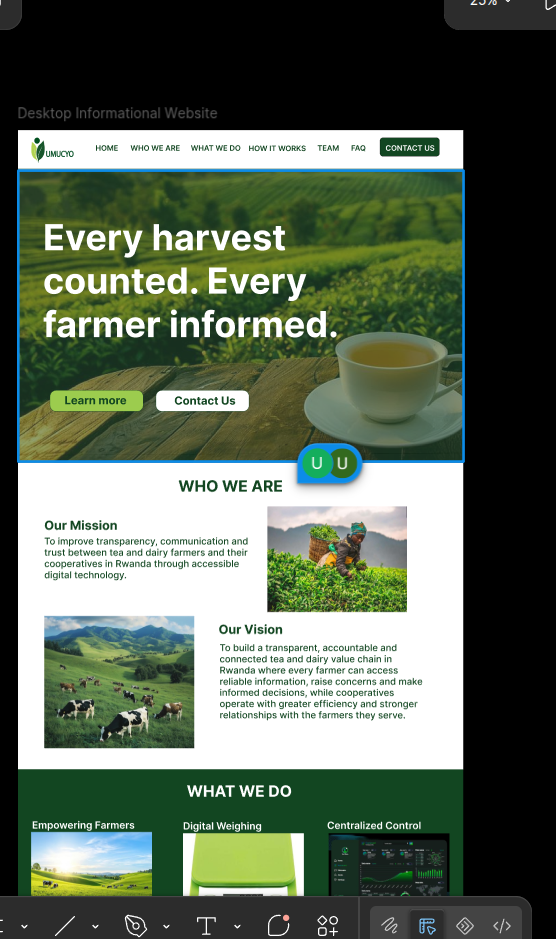 25%
Desktop Informational Website
UMUCYO
HOME WHO WE ARE WHAT WE DO HOW IT WORKS TEAM FAQ CONTACT US
Every harvest
counted. Every
farmer informed.
Learn more Contact Us
U U
WHO WE ARE
Our Mission
To improve transparency, communication and
trust between tea and dairy farmers and their
cooperatives in Rwanda through accessible
digital technology.
Our Vision
To build a transparent, accountable and
connected tea and dairy value chain in
Rwanda where every farmer can access
reliable information, raise concerns and make
informed decisions, while cooperatives
operate with greater efficiency and stronger
relationships with the farmers they serve.
WHAT WE DO
Empowering Farmers Digital Weighing Centralized Control